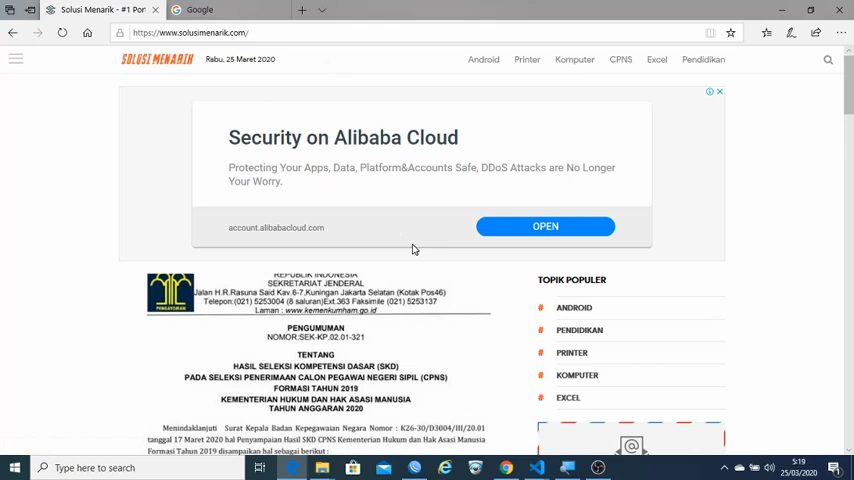 Solusi Menarik - #1 Por
Google
https://www.solusimenarik.com/
SOLUSI MENARIK
Rabu, 25 Maret 2020
Android
Printer
Komputer
CPNS
Excel
Pendidikan
Security on Alibaba Cloud
Protecting Your Apps, Data, Platform&Accounts Safe, DDoS Attacks are No Longer
Your Worry.
account.alibabacloud.com
OPEN
REPUBLIK INDONESIA
SEKRETARIAT JENDERAL
Jalan H.R.Rasuna Said Kav.6-7,Kuningan Jakarta Selatan (Kotak Pos46)
Telepon:(021) 5253004 (8 saluran)Ext.363 Faksimile (021) 5253137
Laman : www.kemenkumham.go.id
PENGAYOMAN
PENGUMUMAN
NOMOR:SEK-KP.02.01-321
TENTANG
HASIL SELEKSI KOMPETENSI DASAR (SKD)
PADA SELEKSI PENERIMAAN CALON PEGAWAI NEGERI SIPIL (CPNS)
FORMASI TAHUN 2019
KEMENTERIAN HUKUM DAN HAK ASASI MANUSIA
TAHUN ANGGARAN 2020
Menindaklanjuti Surat Kepala Badan Kepegawaian Negara Nomor : K26-30/D3004/III/20.01
tanggal 17 Maret 2020 hal Penyampaian Hasil SKD CPNS Kementerian Hukum dan Hak Asasi Manusia
Formasi Tahun 2019 disampaikan hal sebagai berikut :
TOPIK POPULER
# ANDROID
# PENDIDIKAN
# PRINTER
# KOMPUTER
# EXCEL
Type here to search
5:19
25/03/2020